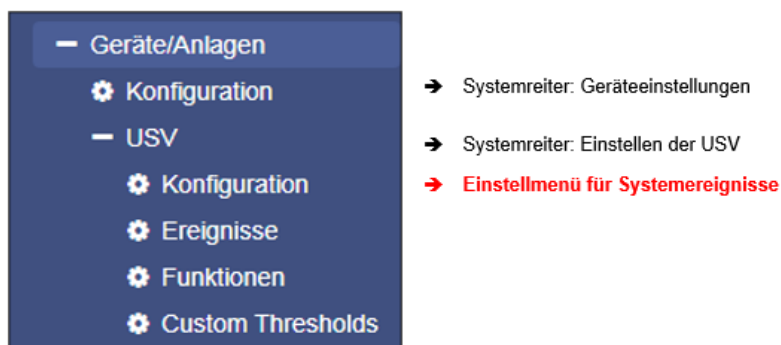 Geräte/Anlagen
Konfiguration ➔ Systemreiter: Geräteeinstellungen
USV ➔ Systemreiter: Einstellen der USV
Konfiguration ➔ Einstellmenü für Systemereignisse
Ereignisse
Funktionen
Custom Thresholds